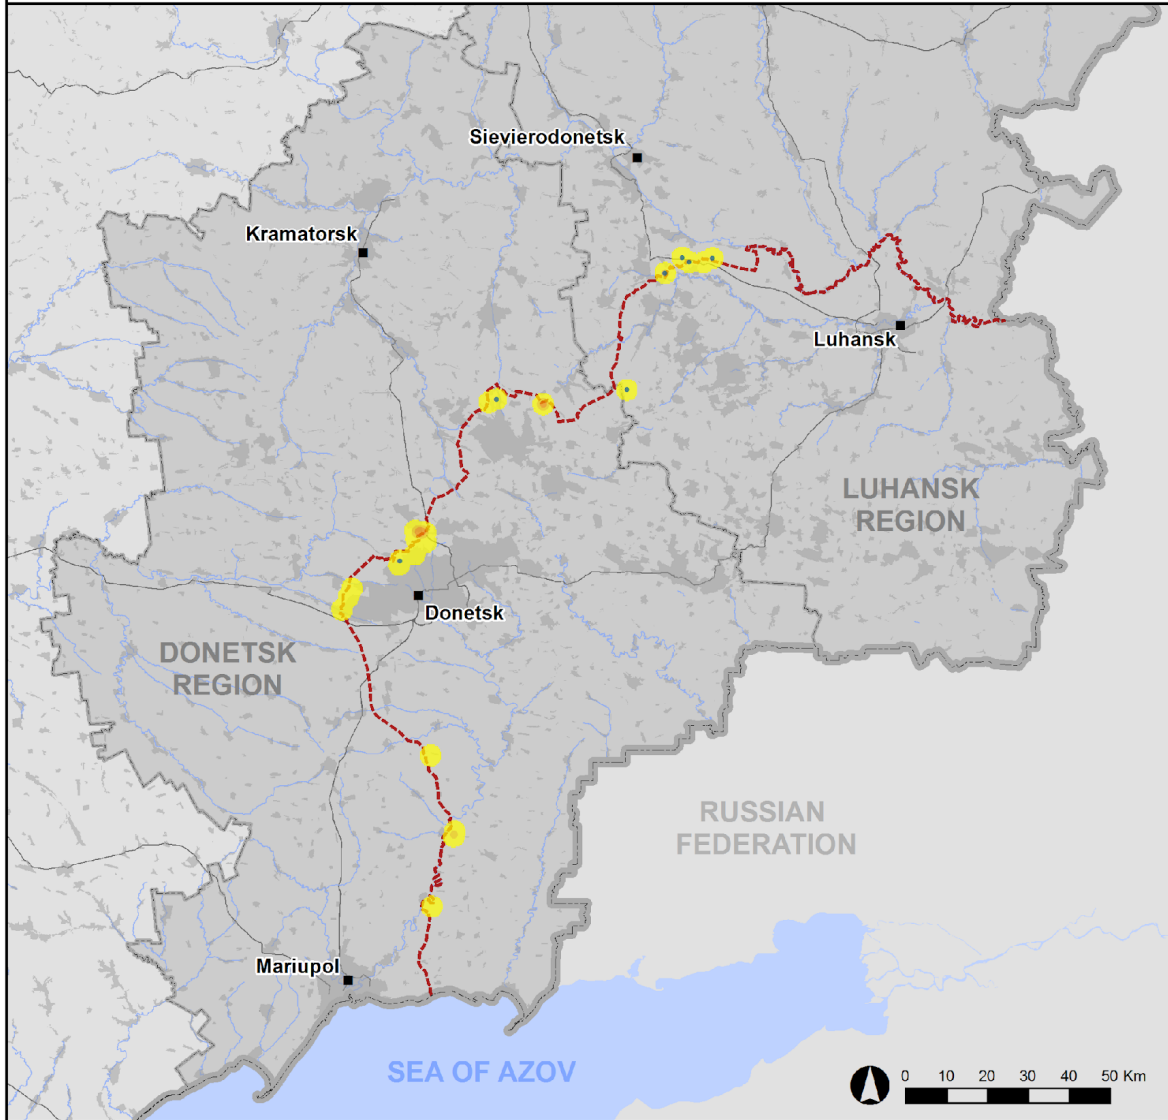 Sievierodonetsk
Kramatorsk
Luhansk
LUHANSK
REGION
Donetsk
DONETSK
REGION
RUSSIAN
FEDERATION
Mariupol
SEA OF AZOV
0 10 20 30 40 50 Km